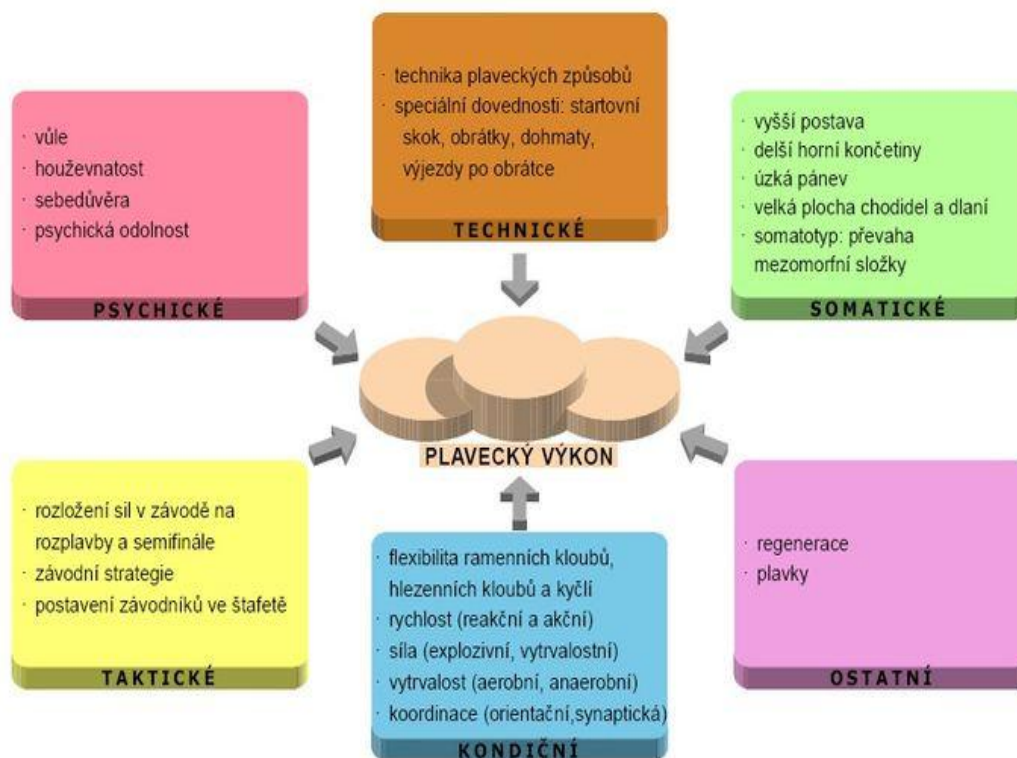 · vůle
· houževnatost
· sebedůvěra
· psychická odolnost
PSYCHICKÉ
· technika plaveckých způsobů
· speciální dovednosti: startovní
skok, obrátky, dohmaty,
výjezdy po obrátce
TECHNICKÉ
· vyšší postava
· delší horní končetiny
· úzká pánev
· velká plocha chodidel a dlaní
· somatotyp: převaha
mezomorfní složky
SOMATICKÉ
PLAVECKÝ VÝKON
· rozložení sil v závodě na
rozplavby a semifinále
· závodní strategie
· postavení závodníků ve štafetě
TAKTICKÉ
· flexibilita ramenních kloubů,
hlezenních kloubů a kyčlí
· rychlost (reakční a akční)
· síla (explozivní, vytrvalostní)
· vytrvalost (aerobní, anaerobní)
· koordinace (orientační,synaptická)
KONDIČNÍ
· regenerace
· plavky
OSTATNÍ